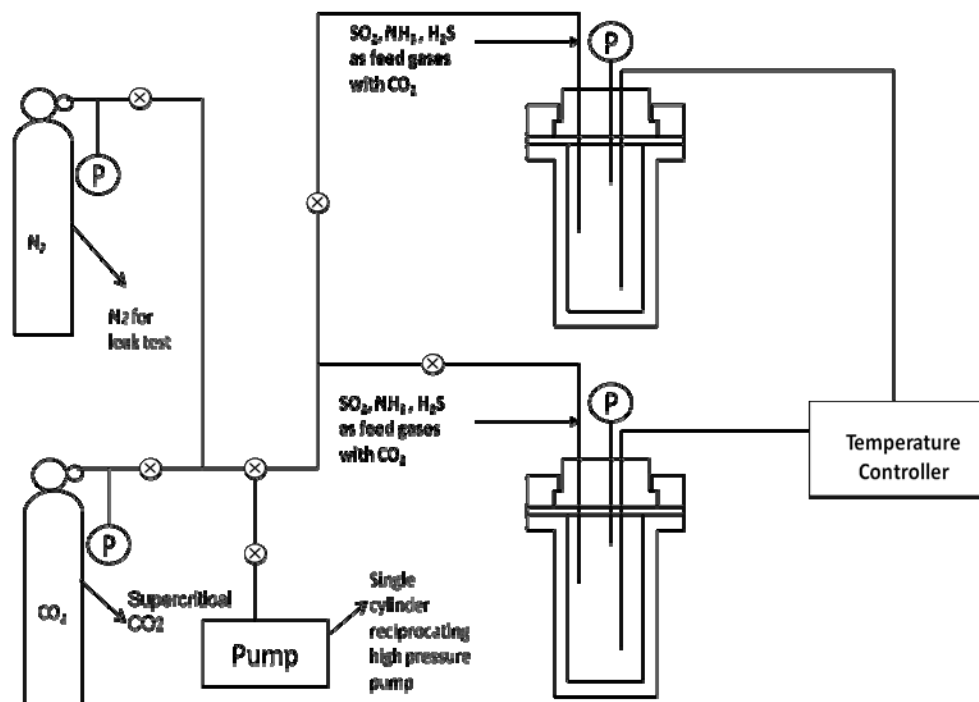 SO₂, NH₃, H₂S
as feed gases
with CO₂
P
P
N₂
N2 for
leak test
SO₂, NH₃, H₂S
as feed gases
with CO₂
P
Temperature
Controller
P
CO₂
Supercritical
CO2
Pump
Single
cylinder
reciprocating
high pressure
pump